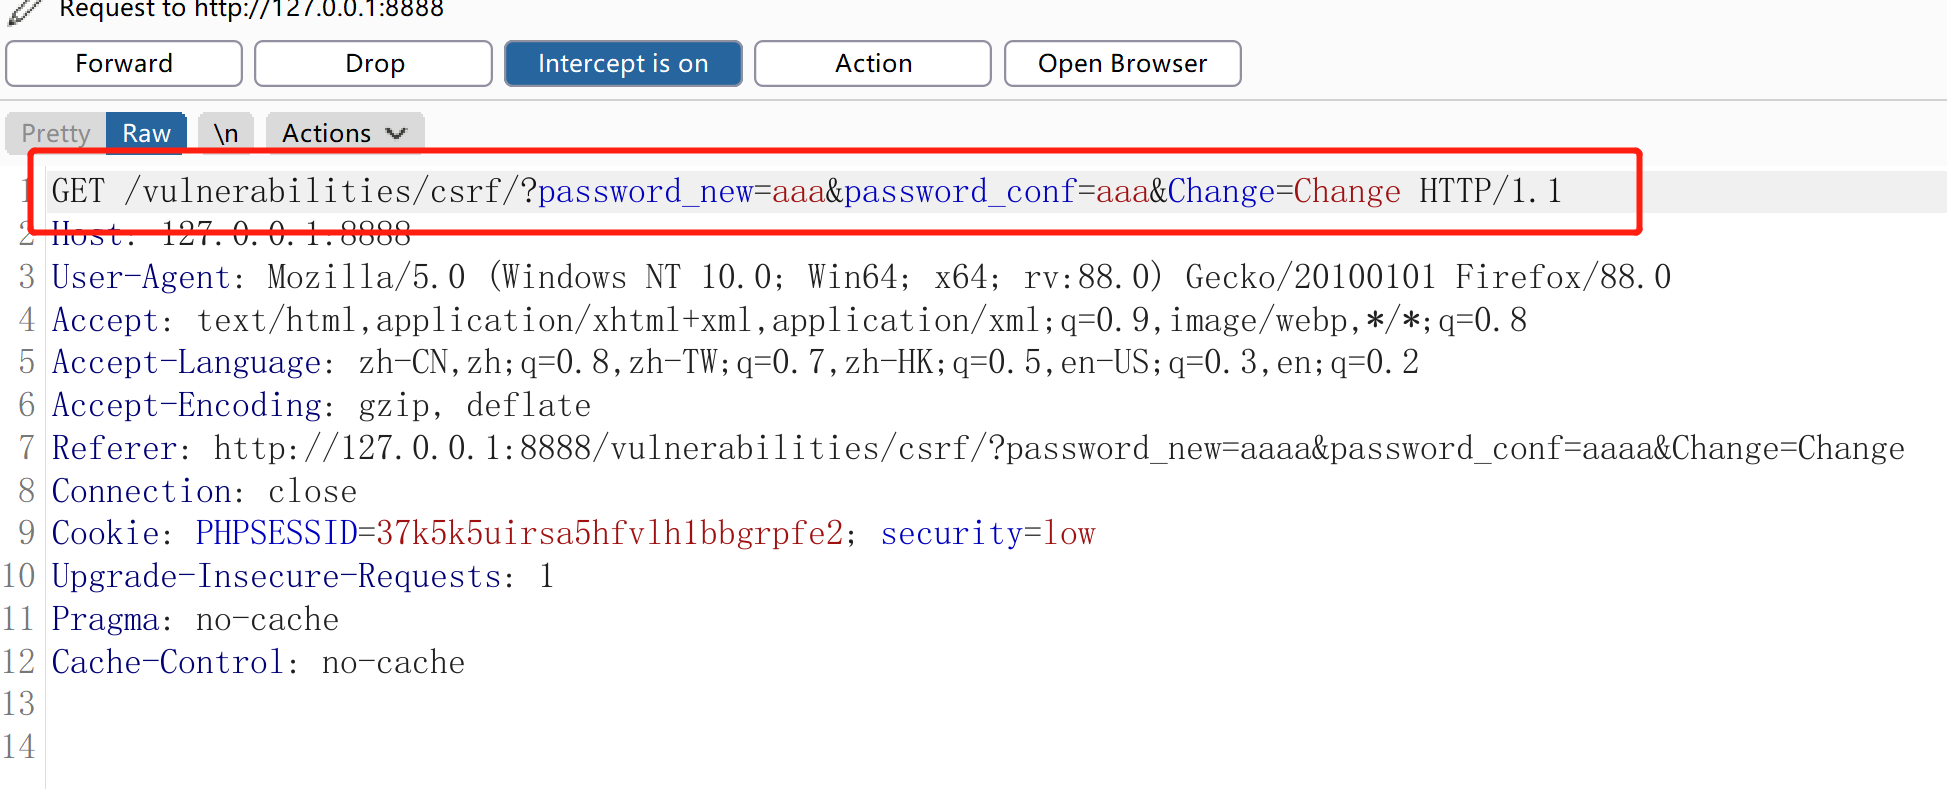 Request to http://127.0.0.1:8888
Forward Drop Intercept is on Action Open Browser
Pretty Raw \n Actions
1 GET /vulnerabilities/csrf/?password_new=aaa&password_conf=aaa&Change=Change HTTP/1.1
2 Host: 127.0.0.1:8888
3 User-Agent: Mozilla/5.0 (Windows NT 10.0; Win64; x64; rv:88.0) Gecko/20100101 Firefox/88.0
4 Accept: text/html,application/xhtml+xml,application/xml;q=0.9,image/webp,*/*;q=0.8
5 Accept-Language: zh-CN,zh;q=0.8,zh-TW;q=0.7,zh-HK;q=0.5,en-US;q=0.3,en;q=0.2
6 Accept-Encoding: gzip, deflate
7 Referer: http://127.0.0.1:8888/vulnerabilities/csrf/?password_new=aaaa&password_conf=aaaa&Change=Change
8 Connection: close
9 Cookie: PHPSESSID=37k5k5uirsa5hfvlh1bbgrpfe2; security=low
10 Upgrade-Insecure-Requests: 1
11 Pragma: no-cache
12 Cache-Control: no-cache
13
14